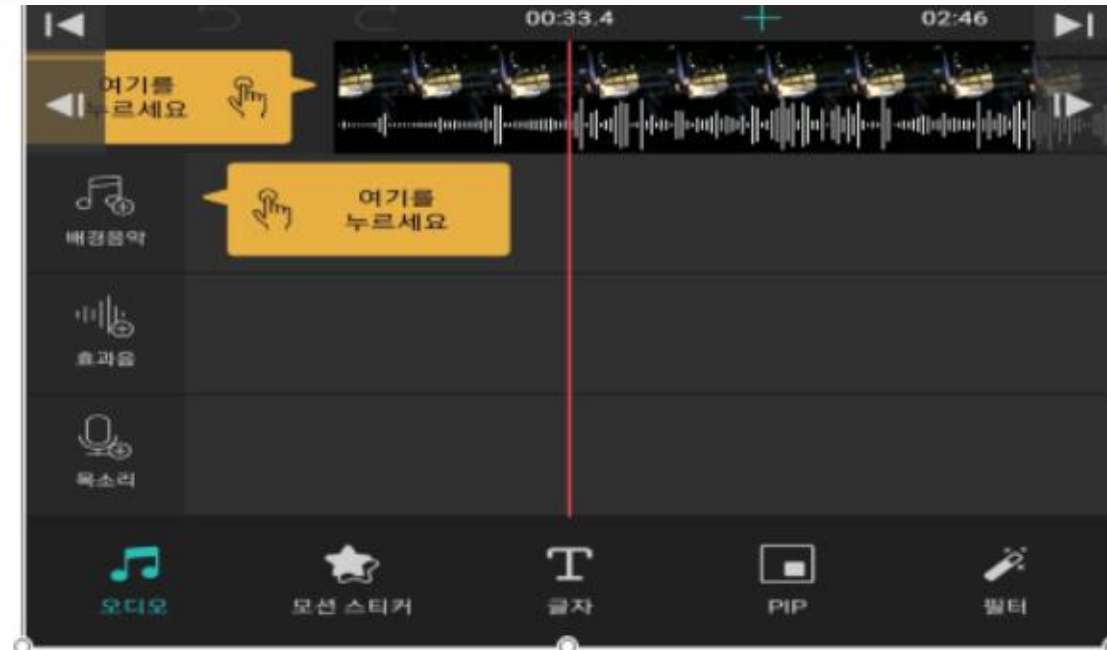 00:33.4
02:46
여기를
누르세요
여기를
누르세요
배경음악
효과음
목소리
오디오
모션 스티커
글자
PIP
필터